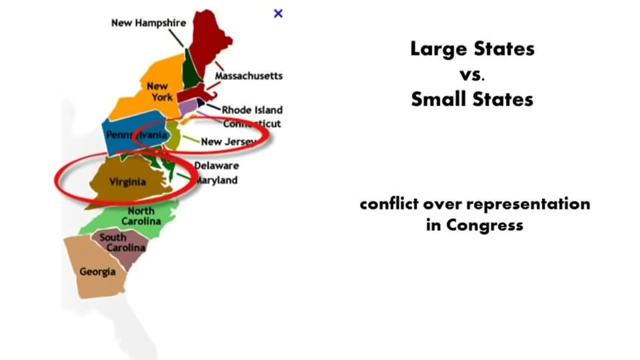 New Hampshire
Massachusetts
New
York
Rhode Island
Connecticut
Pennsylvania
New Jersey
Delaware
Maryland
Virginia
North
Carolina
South
Carolina
Georgia
Large States
vs.
Small States
conflict over representation
in Congress